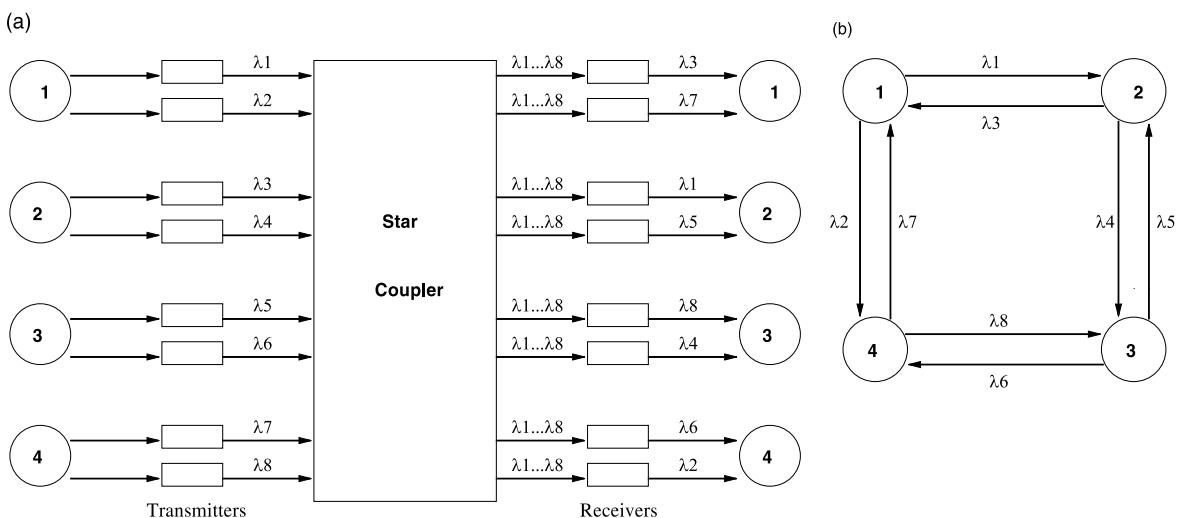 (a)
1
λ1
λ2
2
λ3
λ4
3
λ5
λ6
4
λ7
λ8
Transmitters
Star
Coupler
λ1...λ8
λ3
λ1...λ8
λ7
1
λ1...λ8
λ1
λ1...λ8
λ5
2
λ1...λ8
λ8
λ1...λ8
λ4
3
λ1...λ8
λ6
λ1...λ8
λ2
4
Receivers
(b)
1
λ1
2
λ3
λ2
λ7
λ4
λ5
4
λ8
3
λ6